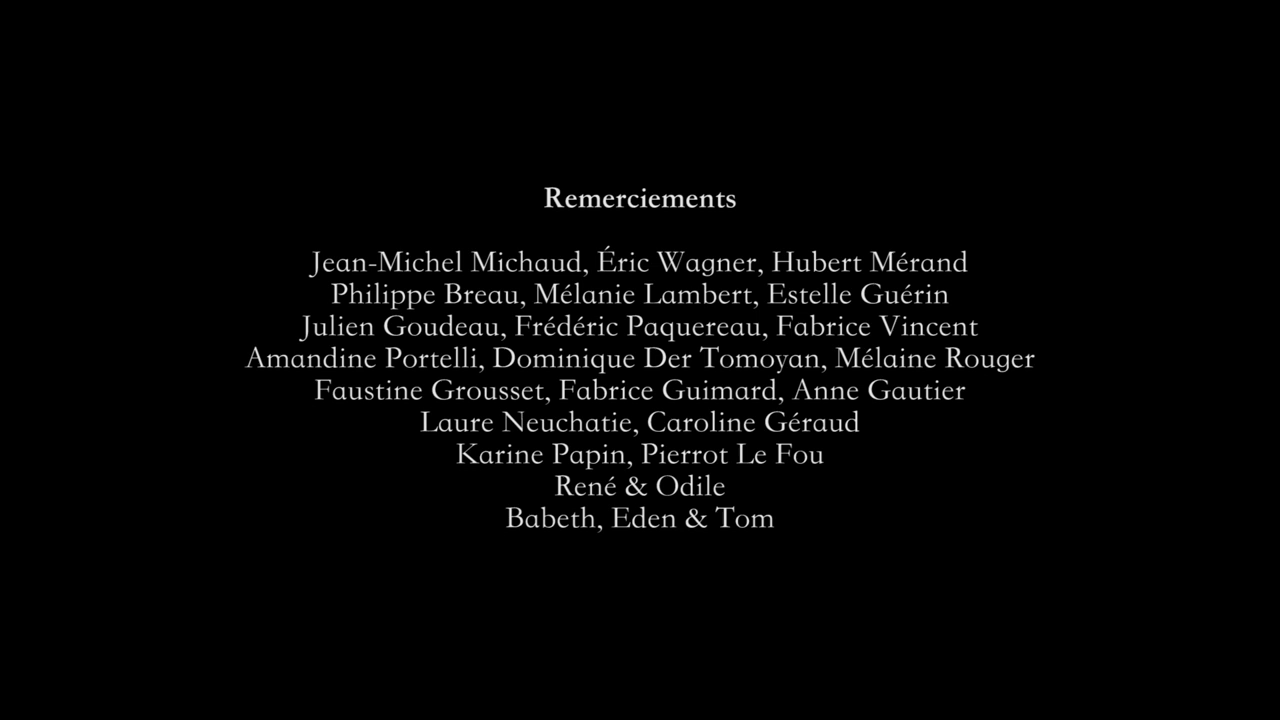 Remerciements
Jean-Michel Michaud, Éric Wagner, Hubert Mérand
Philippe Breau, Mélanie Lambert, Estelle Guérin
Julien Goudeau, Frédéric Paquereau, Fabrice Vincent
Amandine Portelli, Dominique Der Tomoyan, Mélaine Rouger
Faustine Grousset, Fabrice Guimard, Anne Gautier
Laure Neuchatie, Caroline Géraud
Karine Papin, Pierrot Le Fou
René & Odile
Babeth, Eden & Tom